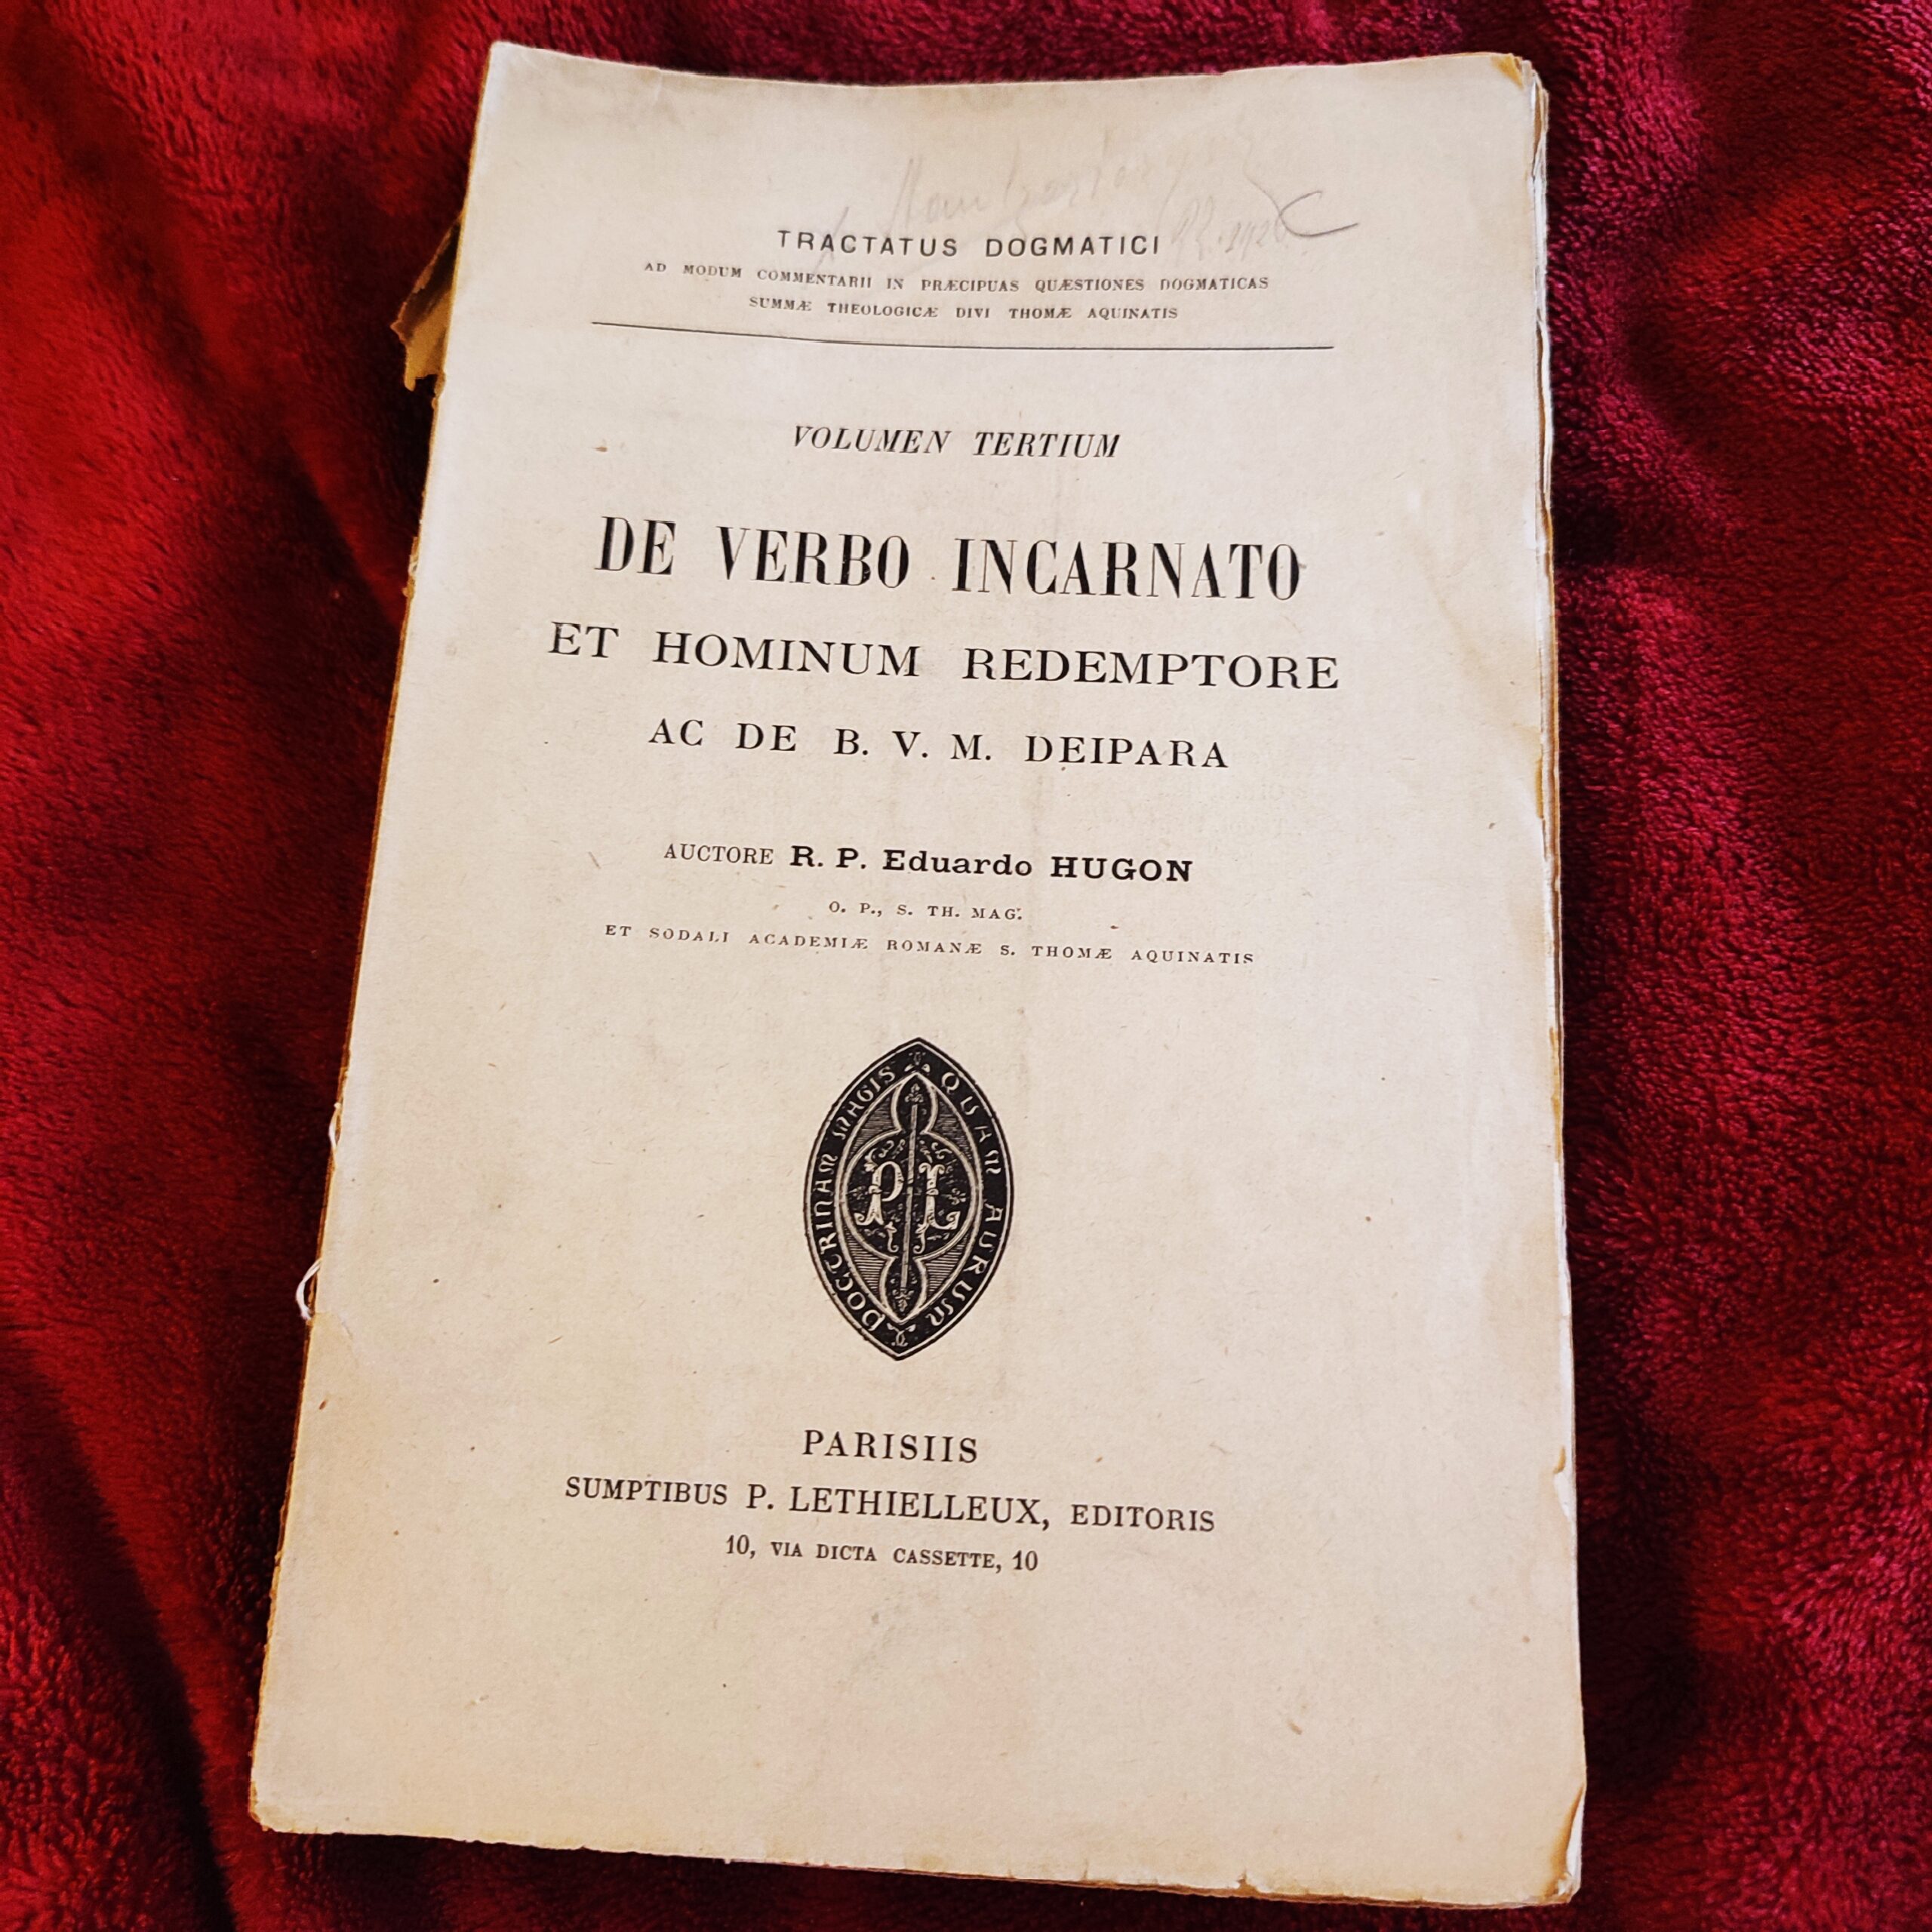 TRACTATUS DOGMATICI
AD MODUM COMMENTARII IN PRÆCIPUAS QUÆSTIONES DOGMATICAS
SUMMÆ THEOLOGICÆ DIVI THOMÆ AQUINATIS
VOLUMEN TERTIUM
DE VERBO INCARNATO
ET HOMINUM REDEMPTORE
AC DE B. V. M. DEIPARA
AUCTORE R. P. Eduardo HUGON
O. P., S. TH. MAG.
ET SODALI ACADEMIÆ ROMANÆ S. THOMÆ AQUINATIS
DOCTRINAM MAGIS QUAM AURUM
PL
PARISIIS
SUMPTIBUS P. LETHIELLEUX, EDITORIS
10, VIA DICTA CASSETTE, 10